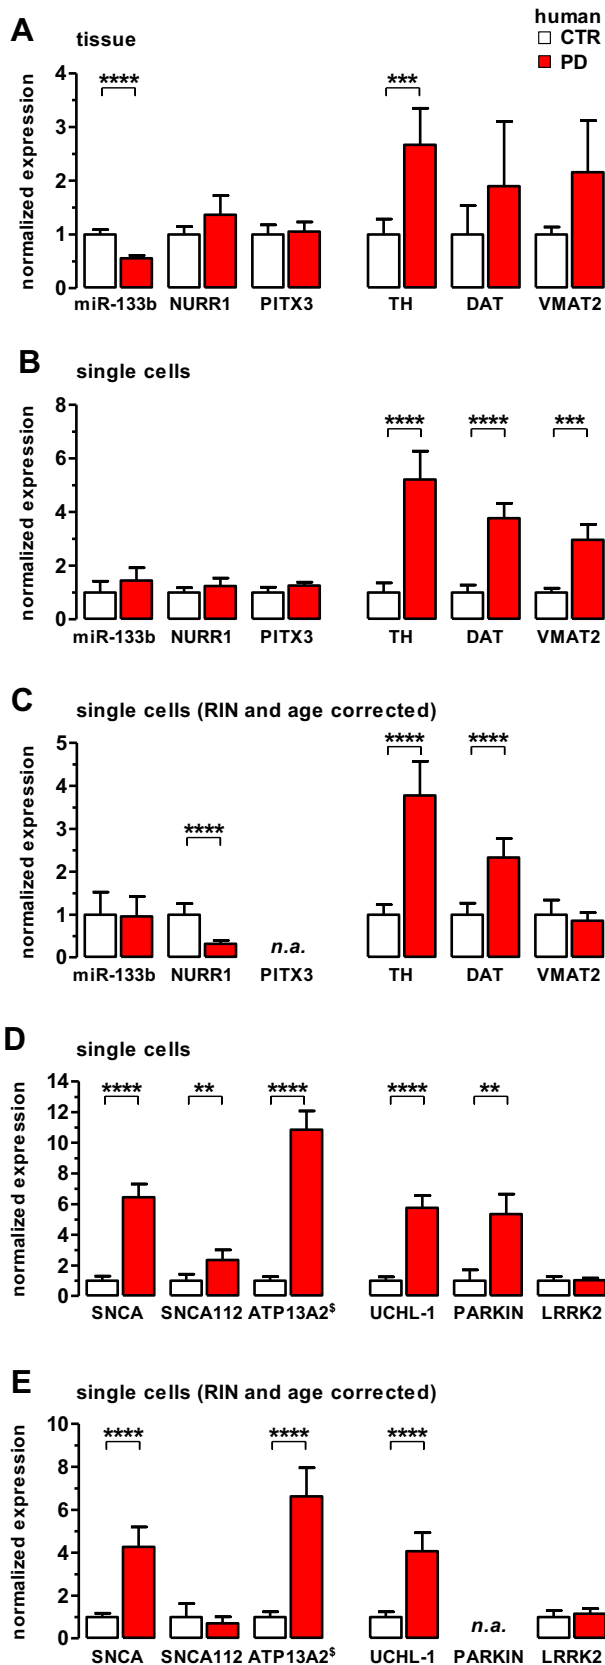 human
CTR
PD
A
tissue
normalized expression
4
3
2
1
0
****
***
miR-133b NURR1 PITX3 TH DAT VMAT2
B
single cells
normalized expression
8
6
4
2
0
**** **** ***
miR-133b NURR1 PITX3 TH DAT VMAT2
C
single cells (RIN and age corrected)
normalized expression
5
4
3
2
1
0
**** **** ****
n.a.
miR-133b NURR1 PITX3 TH DAT VMAT2
D
single cells
normalized expression
14
12
10
8
6
4
2
0
**** ** **** **** **
SNCA SNCA112 ATP13A2$ UCHL-1 PARKIN LRRK2
E
single cells (RIN and age corrected)
normalized expression
10
8
6
4
2
0
**** **** ****
n.a.
SNCA SNCA112 ATP13A2$ UCHL-1 PARKIN LRRK2